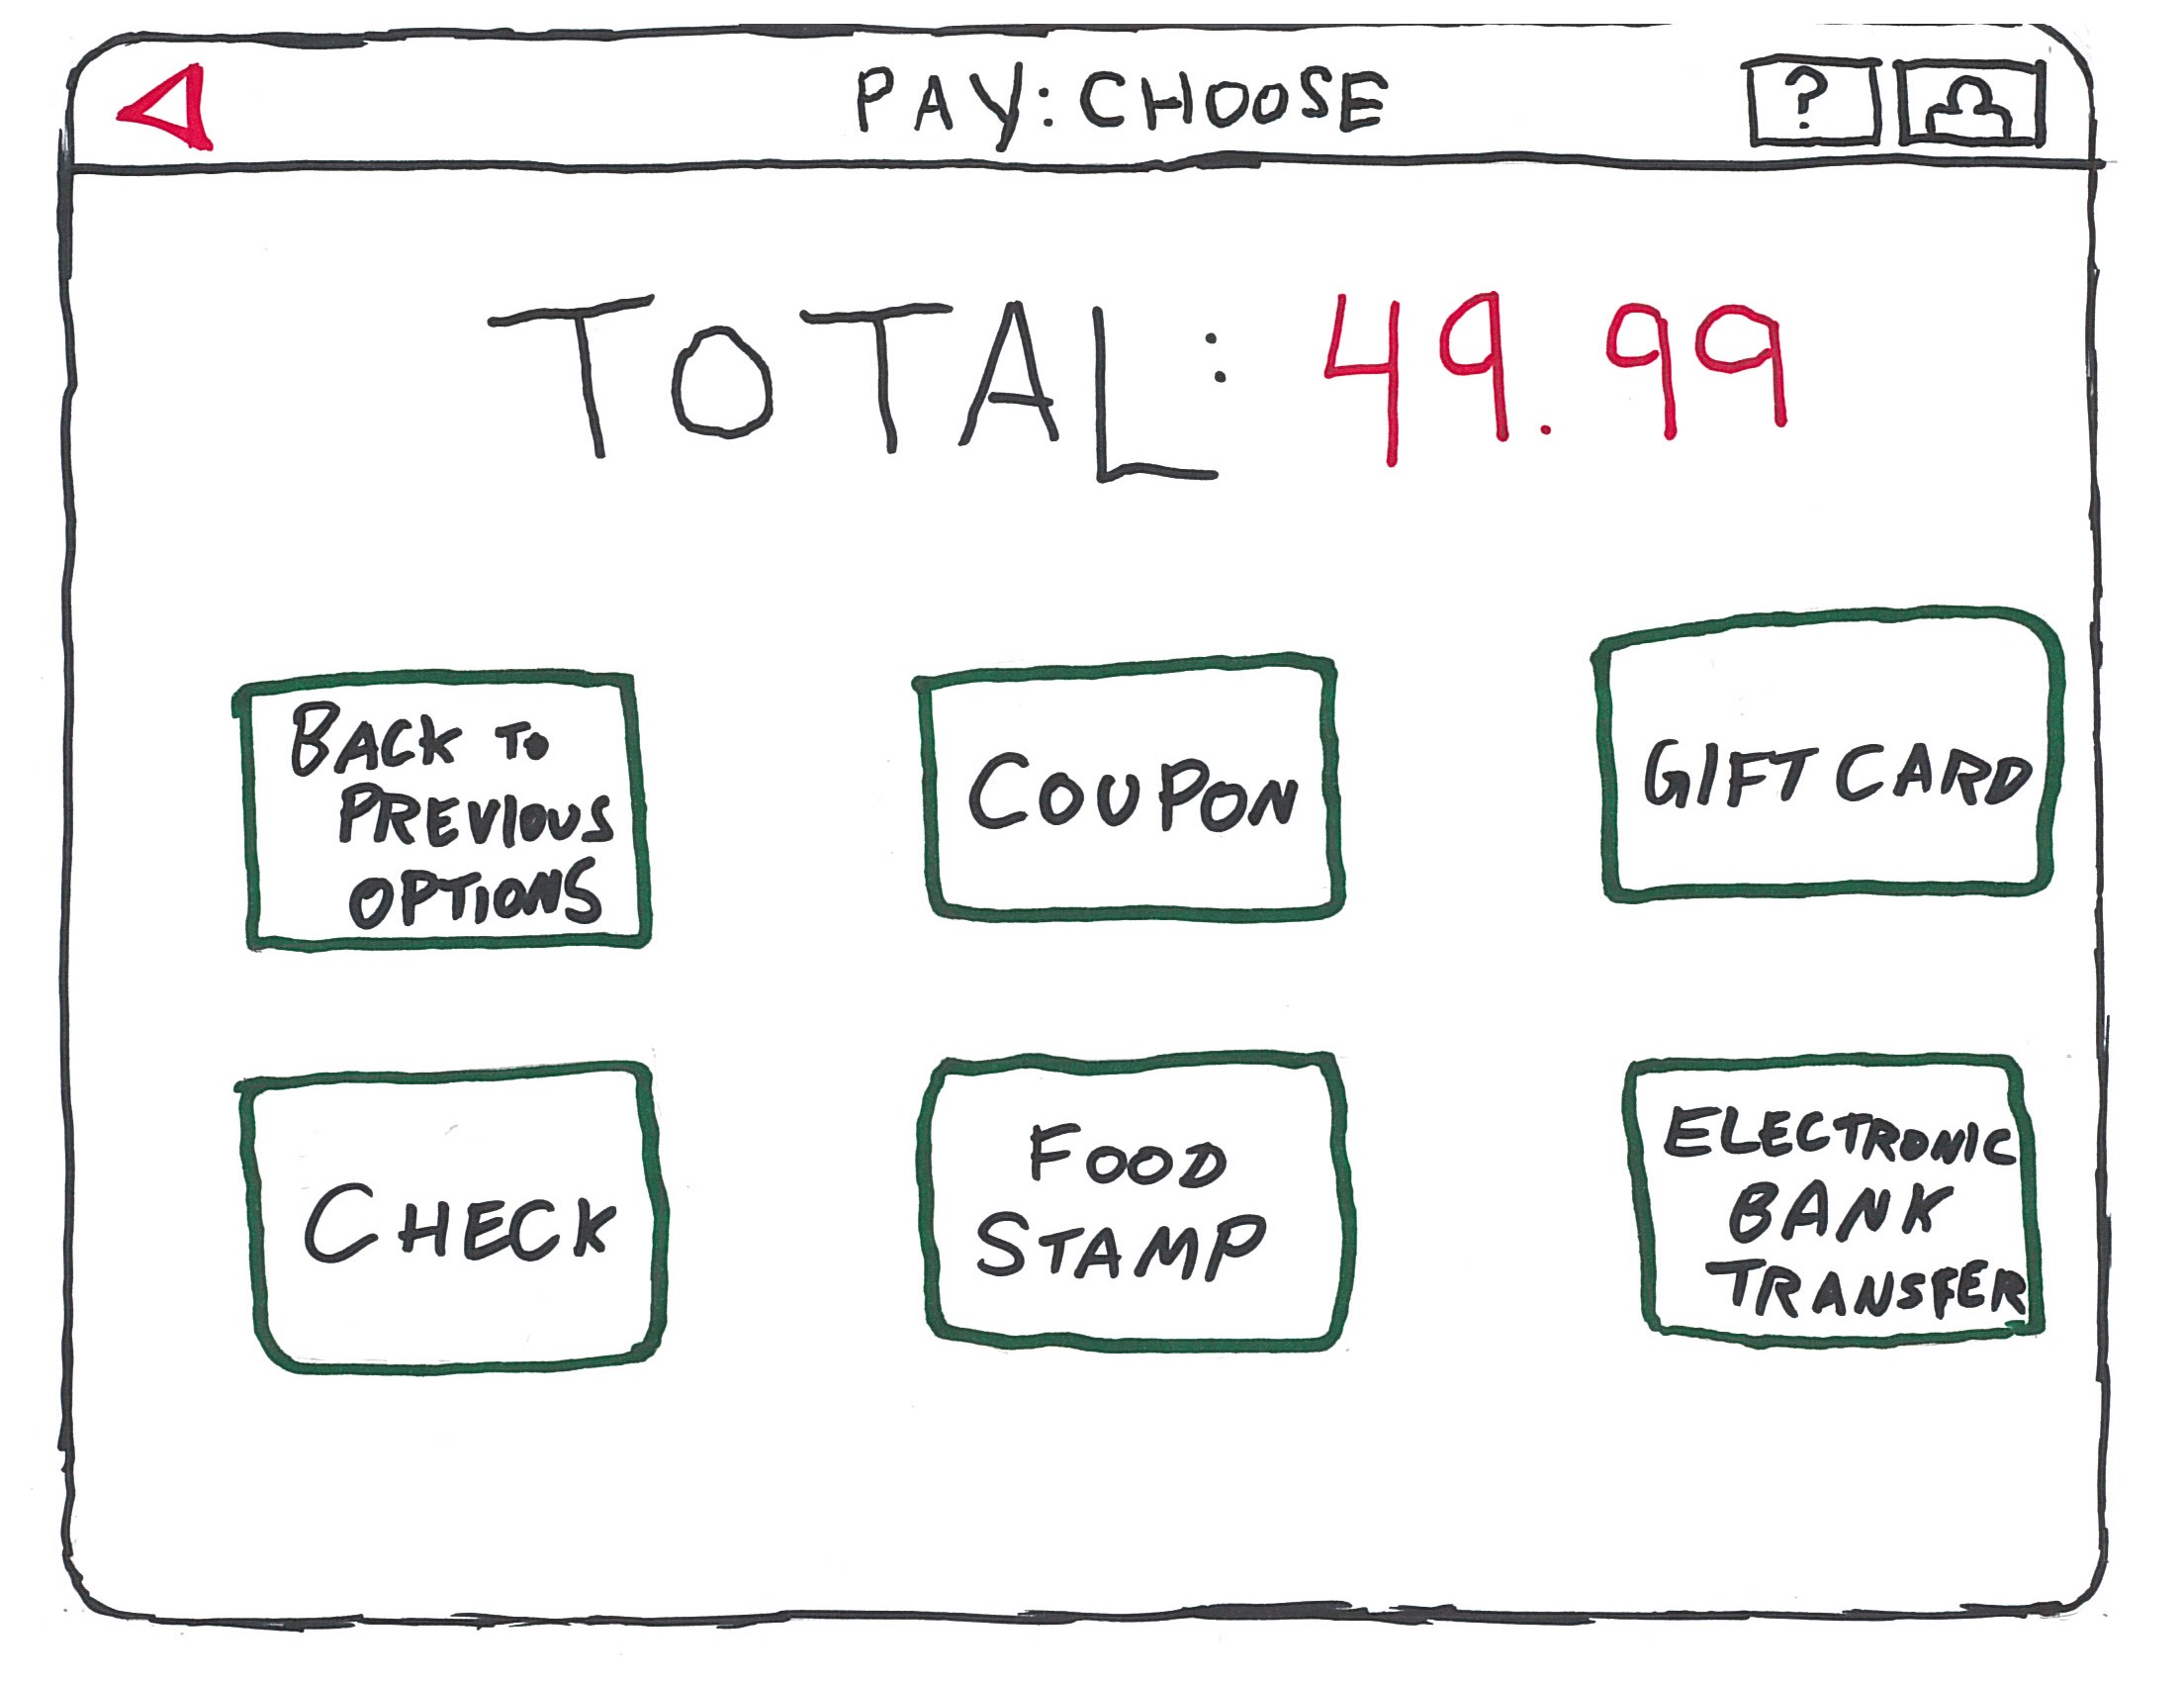 PAY: CHOOSE
?
TOTAL: 49.99
BACK TO
PREVIOUS
OPTIONS
COUPON
GIFT CARD
CHECK
FOOD
STAMP
ELECTRONIC
BANK
TRANSFER